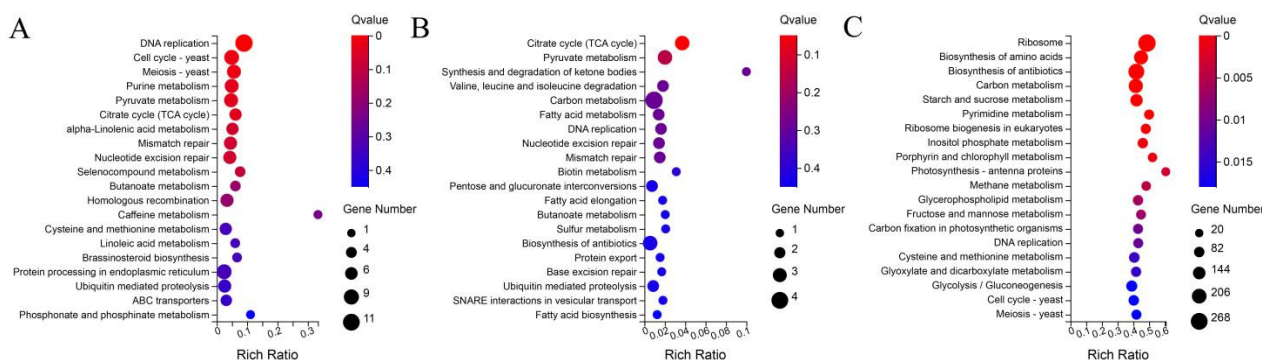 A
DNA replication
Cell cycle - yeast
Meiosis - yeast
Purine metabolism
Pyruvate metabolism
Citrate cycle (TCA cycle)
alpha-Linolenic acid metabolism
Mismatch repair
Nucleotide excision repair
Selenocompound metabolism
Butanoate metabolism
Homologous recombination
Caffeine metabolism
Cysteine and methionine metabolism
Linoleic acid metabolism
Brassinosteroid biosynthesis
Protein processing in endoplasmic reticulum
Ubiquitin mediated proteolysis
ABC transporters
Phosphonate and phosphinate metabolism
0 0.1 0.2 0.3
Rich Ratio
Qvalue
0
0.1
0.2
0.3
0.4
Gene Number
1
4
6
9
11
B
Citrate cycle (TCA cycle)
Pyruvate metabolism
Synthesis and degradation of ketone bodies
Valine, leucine and isoleucine degradation
Carbon metabolism
Fatty acid metabolism
DNA replication
Nucleotide excision repair
Mismatch repair
Biotin metabolism
Pentose and glucuronate interconversions
Fatty acid elongation
Butanoate metabolism
Sulfur metabolism
Biosynthesis of antibiotics
Protein export
Base excision repair
Ubiquitin mediated proteolysis
SNARE interactions in vesicular transport
Fatty acid biosynthesis
0 0.02 0.04 0.06 0.08 0.1
Rich Ratio
Qvalue
0.1
0.2
0.3
0.4
Gene Number
1
2
3
4
C
Ribosome
Biosynthesis of amino acids
Biosynthesis of antibiotics
Carbon metabolism
Starch and sucrose metabolism
Pyrimidine metabolism
Ribosome biogenesis in eukaryotes
Inositol phosphate metabolism
Porphyrin and chlorophyll metabolism
Photosynthesis - antenna proteins
Methane metabolism
Glycerophospholipid metabolism
Fructose and mannose metabolism
Carbon fixation in photosynthetic organisms
DNA replication
Cysteine and methionine metabolism
Glyoxylate and dicarboxylate metabolism
Glycolysis / Gluconeogenesis
Cell cycle - yeast
Meiosis - yeast
0 0.1 0.2 0.3 0.4 0.5 0.6
Rich Ratio
Qvalue
0
0.005
0.01
0.015
Gene Number
20
82
144
206
268